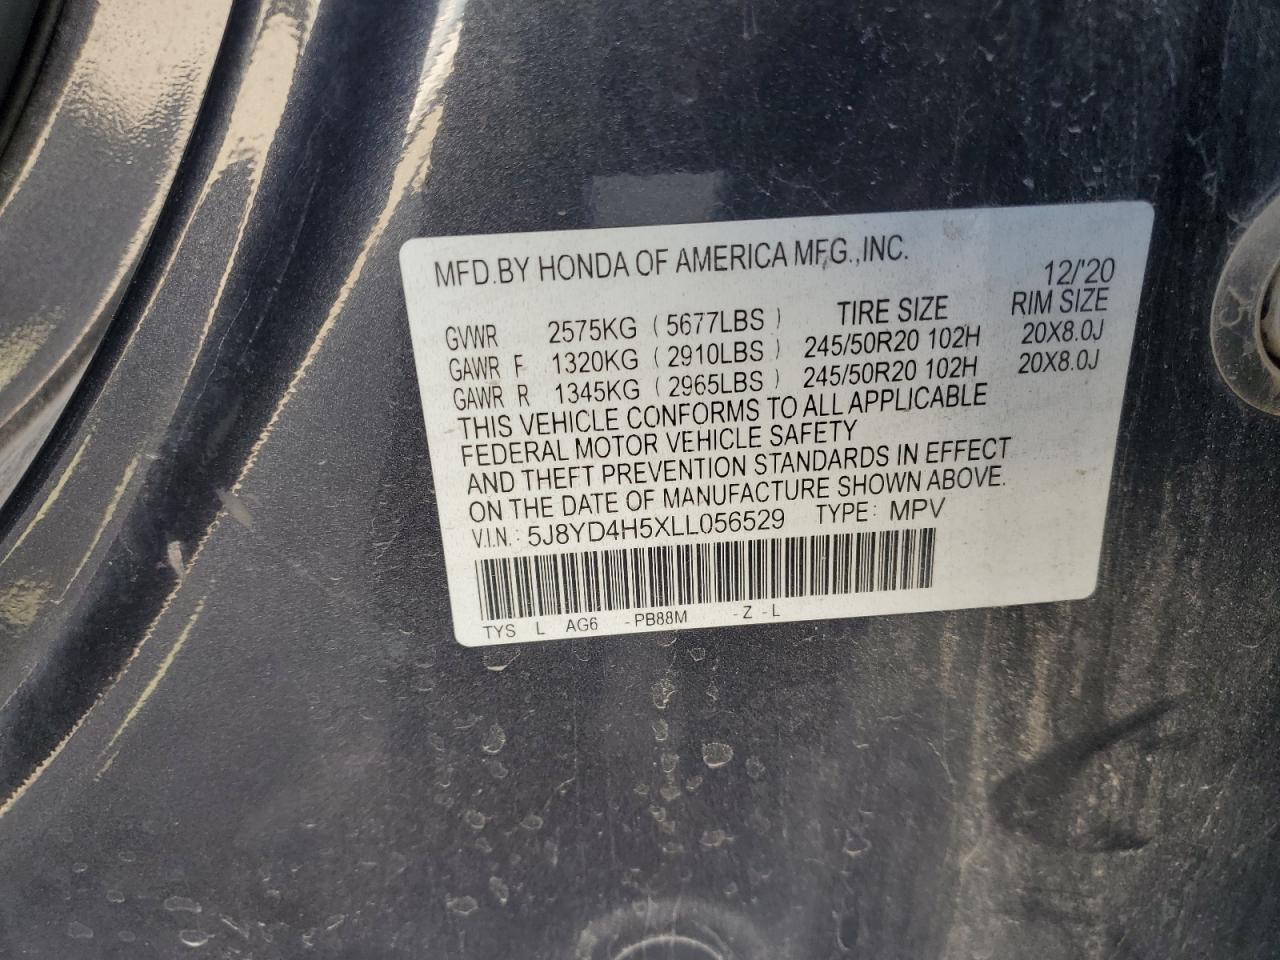 MFD.BY HONDA OF AMERICA MFG.,INC.
12/'20
GVWR 2575KG ( 5677LBS ) TIRE SIZE RIM SIZE
GAWR F 1320KG ( 2910LBS ) 245/50R20 102H 20X8.0J
GAWR R 1345KG ( 2965LBS ) 245/50R20 102H 20X8.0J
THIS VEHICLE CONFORMS TO ALL APPLICABLE
FEDERAL MOTOR VEHICLE SAFETY
AND THEFT PREVENTION STANDARDS IN EFFECT
ON THE DATE OF MANUFACTURE SHOWN ABOVE.
V.I.N.: 5J8YD4H5XLL056529 TYPE: MPV
TYS L AG6 -PB88M -Z -L